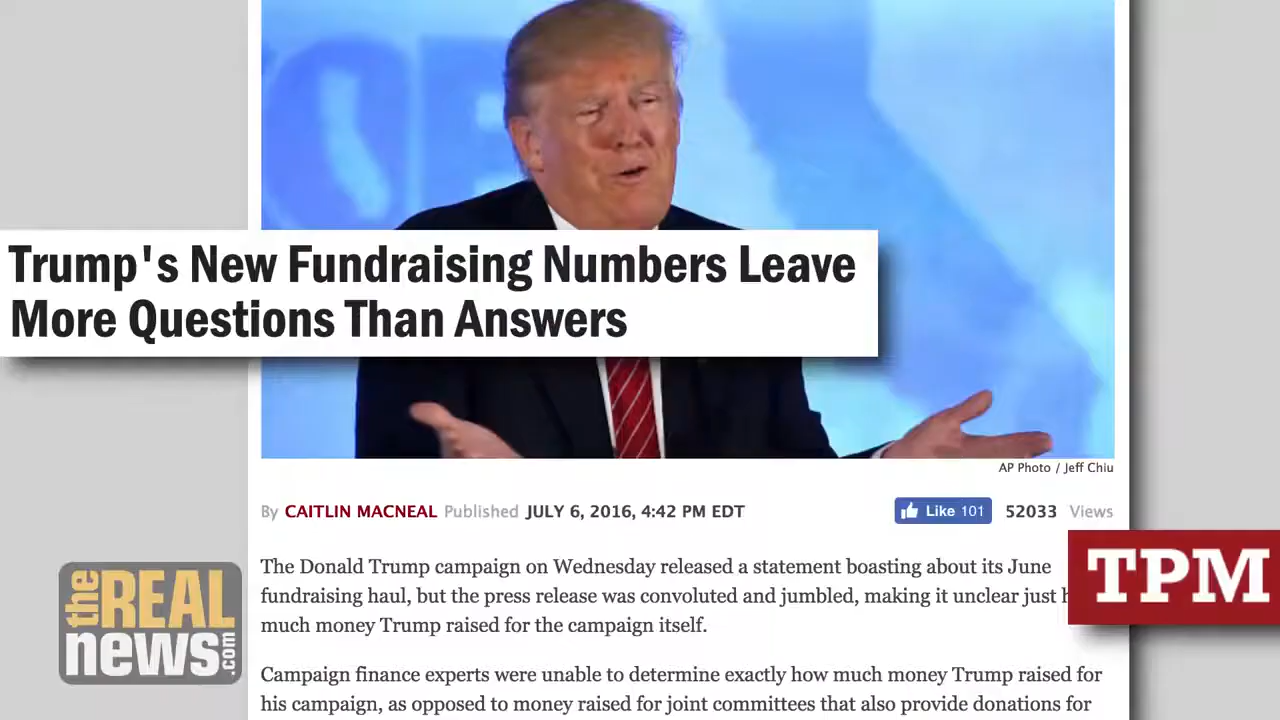 Trump's New Fundraising Numbers Leave
More Questions Than Answers
AP Photo / Jeff Chiu
By CAITLIN MACNEAL Published JULY 6, 2016, 4:42 PM EDT
Like 101 52033 Views
The Donald Trump campaign on Wednesday released a statement boasting about its June
fundraising haul, but the press release was convoluted and jumbled, making it unclear just
much money Trump raised for the campaign itself.
Campaign finance experts were unable to determine exactly how much money Trump raised for
his campaign, as opposed to money raised for joint committees that also provide donations for
TPM
the REAL
news.com